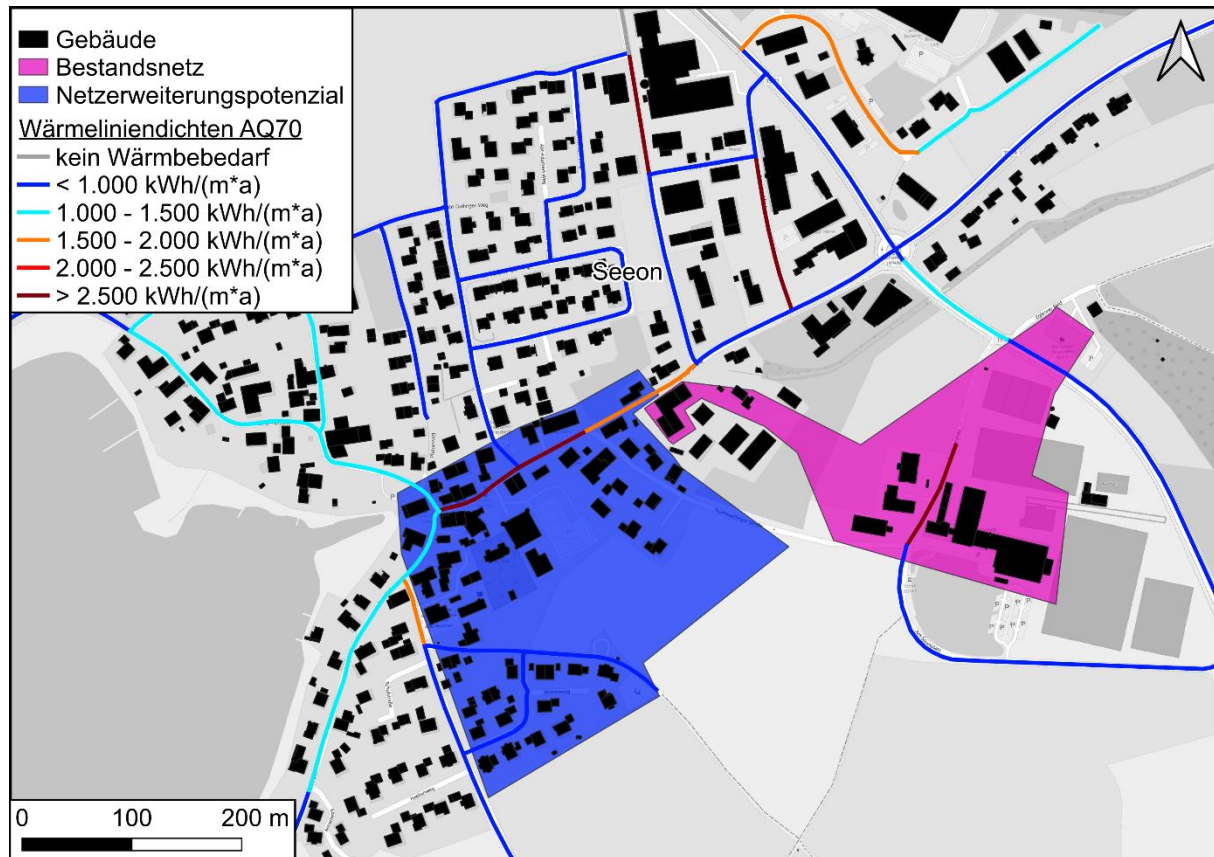 Gebäude
Bestandsnetz
Netzerweiterungspotenzial
Wärmeliniendichten AQ70
kein Wärmbebedarf
< 1.000 kWh/(m*a)
1.000 - 1.500 kWh/(m*a)
1.500 - 2.000 kWh/(m*a)
2.000 - 2.500 kWh/(m*a)
> 2.500 kWh/(m*a)
Seeon
0 100 200 m